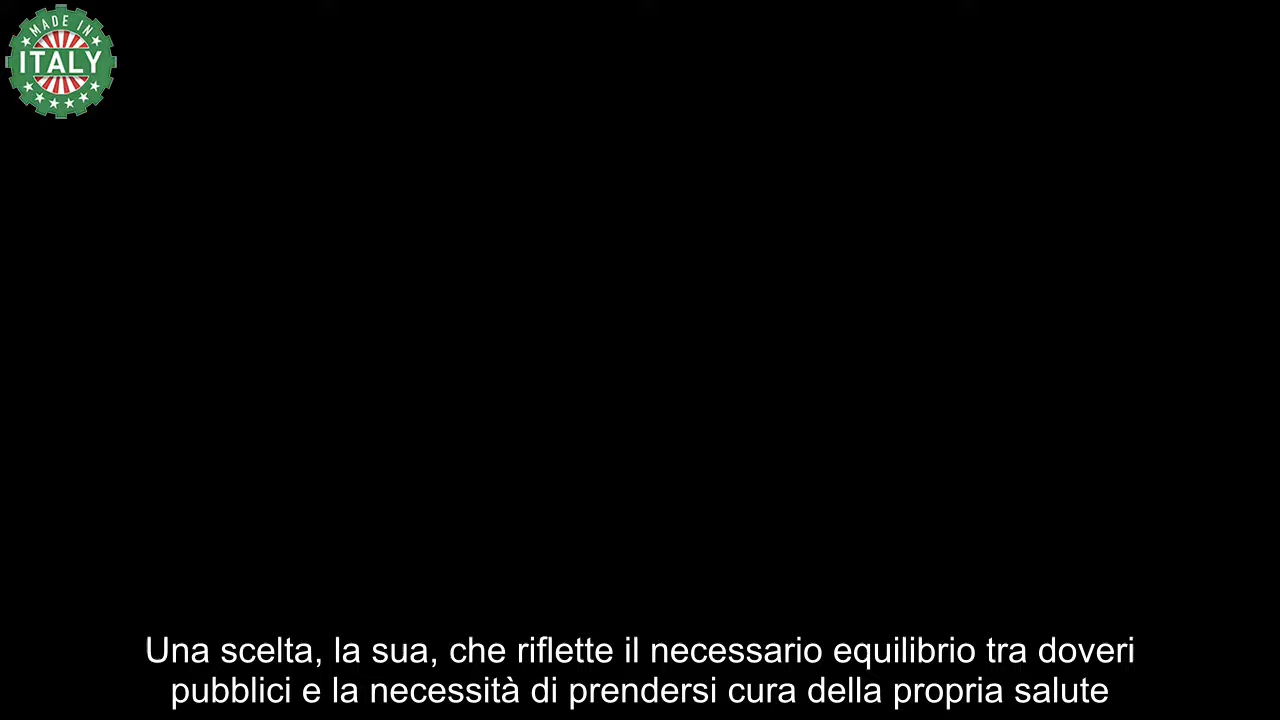 MADE IN
ITALY
Una scelta, la sua, che riflette il necessario equilibrio tra doveri
pubblici e la necessità di prendersi cura della propria salute